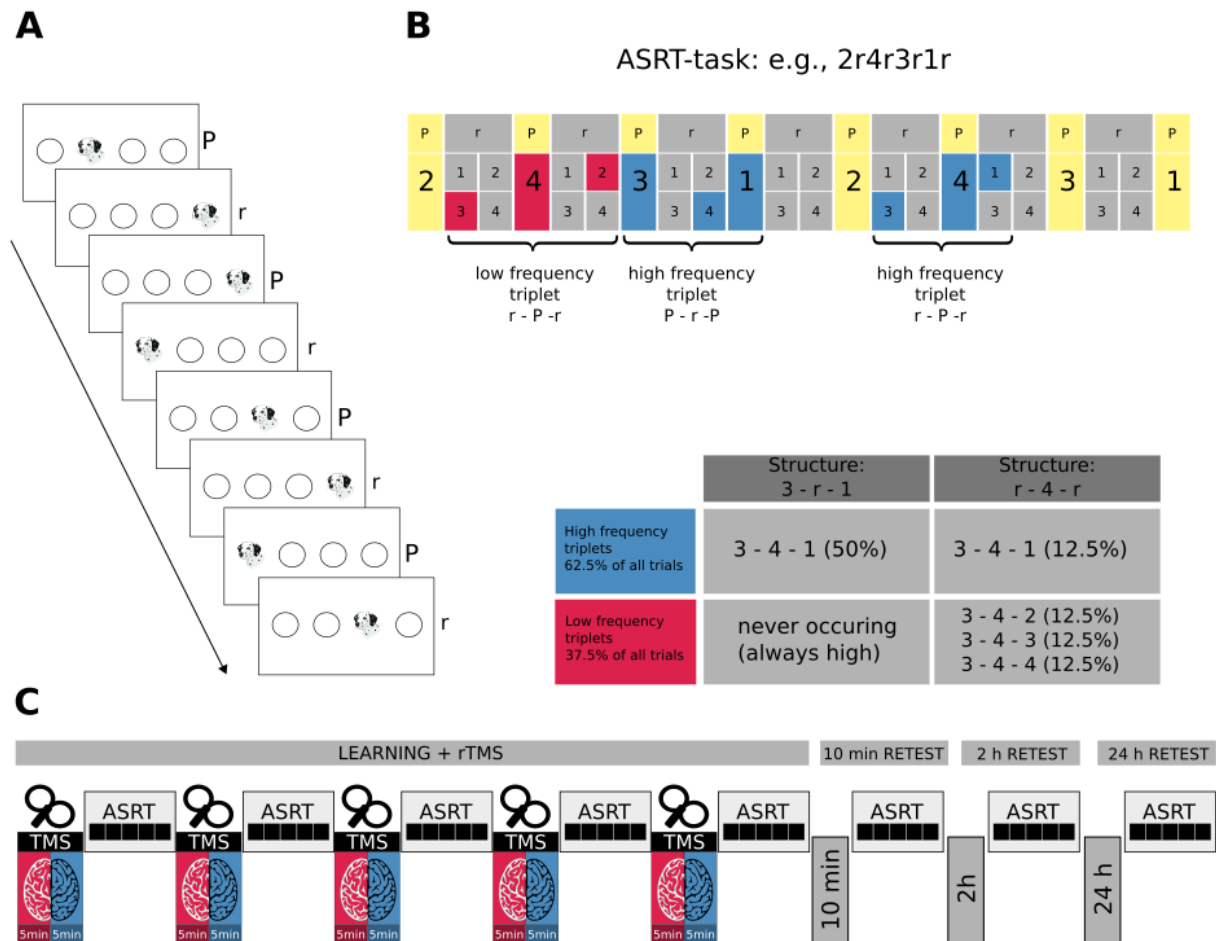 A
P
r
P
r
P
r
P
r
B
ASRT-task: e.g., 2r4r3r1r
P r P r P r P r P r P r P r P
2 1 2 4 1 2 3 1 2 1 1 2 2 1 2 4 1 2 3 1 2 1
3 4 3 4 3 4 3 4 3 4 3 4 3 4
low frequency
triplet
r - P -r
high frequency
triplet
P - r -P
high frequency
triplet
r - P -r
Structure:
3 - r - 1
Structure:
r - 4 - r
High frequency
triplets
62.5% of all trials
3 - 4 - 1 (50%)
3 - 4 - 1 (12.5%)
Low frequency
triplets
37.5% of all trials
never occuring
(always high)
3 - 4 - 2 (12.5%)
3 - 4 - 3 (12.5%)
3 - 4 - 4 (12.5%)
C
LEARNING + rTMS
10 min RETEST
2 h RETEST
24 h RETEST
ASRT ASRT ASRT ASRT ASRT ASRT ASRT ASRT
TMS TMS TMS TMS TMS
10 min
2h
24 h
5min 5min 5min 5min 5min 5min 5min 5min 5min 5min